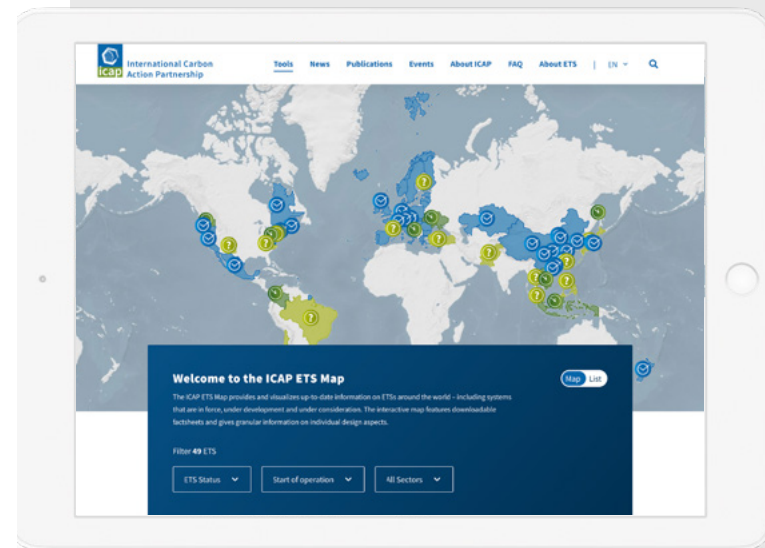 icap
International Carbon
Action Partnership
Tools News Publications Events About ICAP FAQ About ETS | EN
Welcome to the ICAP ETS Map
Map List
The ICAP ETS Map provides and visualizes up-to-date information on ETSs around the world – including systems
that are in force, under development and under consideration. The interactive map features downloadable
factsheets and gives granular information on individual design aspects.
Filter 49 ETS
ETS Status Start of operation All Sectors